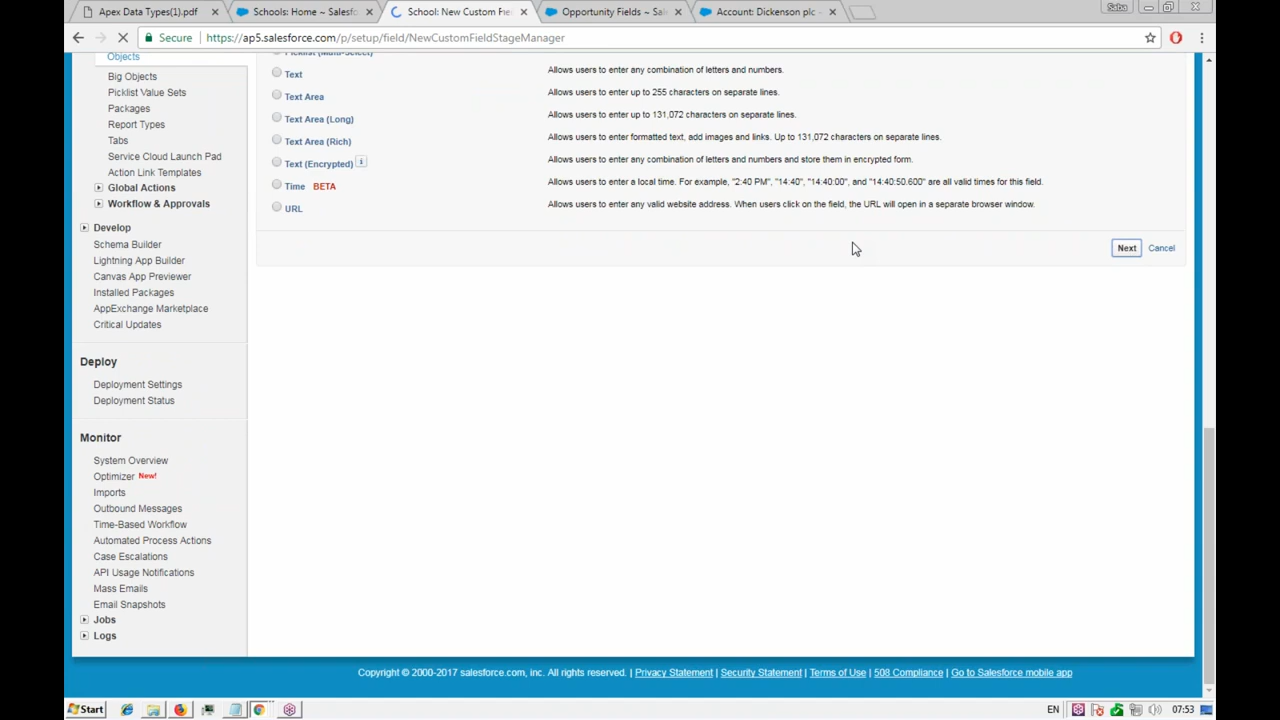 Apex Data Types(1).pdf
Schools: Home ~ Salesfo
School: New Custom Fie
Opportunity Fields ~ Sal
Account: Dickenson plc ~
Saba
Secure
https://ap5.salesforce.com/p/setup/field/NewCustomFieldStageManager
Objects
Big Objects
Picklist Value Sets
Packages
Report Types
Tabs
Service Cloud Launch Pad
Action Link Templates
Global Actions
Workflow & Approvals
Develop
Schema Builder
Lightning App Builder
Canvas App Previewer
Installed Packages
AppExchange Marketplace
Critical Updates
Deploy
Deployment Settings
Deployment Status
Monitor
System Overview
Optimizer New!
Imports
Outbound Messages
Time-Based Workflow
Automated Process Actions
Case Escalations
API Usage Notifications
Mass Emails
Email Snapshots
Jobs
Logs
Picklist (Multi-Select)
Text Allows users to enter any combination of letters and numbers.
Text Area Allows users to enter up to 255 characters on separate lines.
Text Area (Long) Allows users to enter up to 131,072 characters on separate lines.
Text Area (Rich) Allows users to enter formatted text, add images and links. Up to 131,072 characters on separate lines.
Text (Encrypted) i Allows users to enter any combination of letters and numbers and store them in encrypted form.
Time BETA Allows users to enter a local time. For example, "2:40 PM", "14:40", "14:40:00", and "14:40:50.600" are all valid times for this field.
URL Allows users to enter any valid website address. When users click on the field, the URL will open in a separate browser window.
Next Cancel
Copyright © 2000-2017 salesforce.com, inc. All rights reserved. | Privacy Statement | Security Statement | Terms of Use | 508 Compliance | Go to Salesforce mobile app
Start
EN
07:53